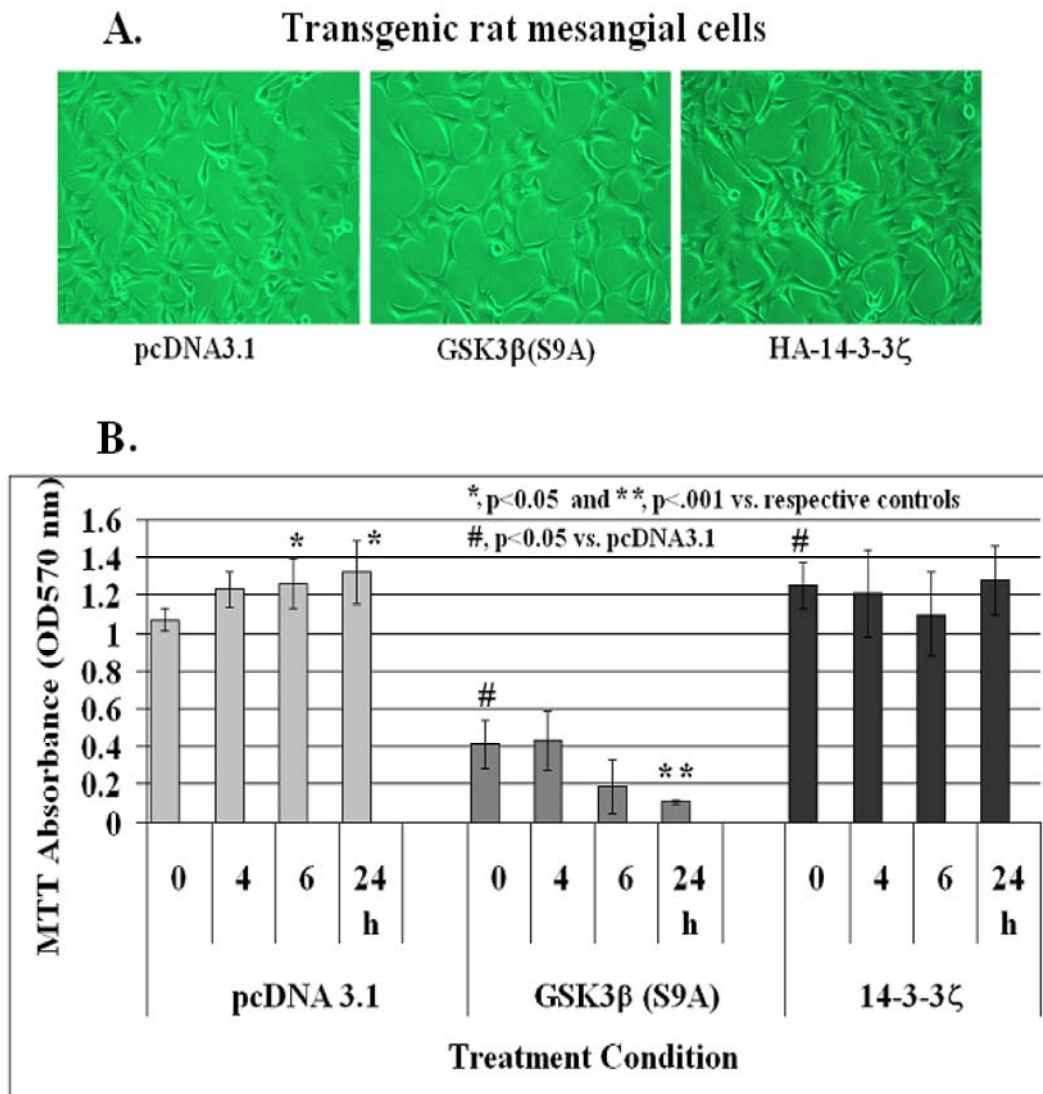 A. Transgenic rat mesangial cells
pcDNA3.1 GSK3β(S9A) HA-14-3-3ζ
B.
MTT Absorbance (OD570 nm)
*, p<0.05 and **, p<.001 vs. respective controls
#, p<0.05 vs. pcDNA3.1
1.6
1.4
1.2
1
0.8
0.6
0.4
0.2
0
* * # ** #
0 4 6 24 h 0 4 6 24 h 0 4 6 24 h
pcDNA 3.1 GSK3β (S9A) 14-3-3ζ
Treatment Condition